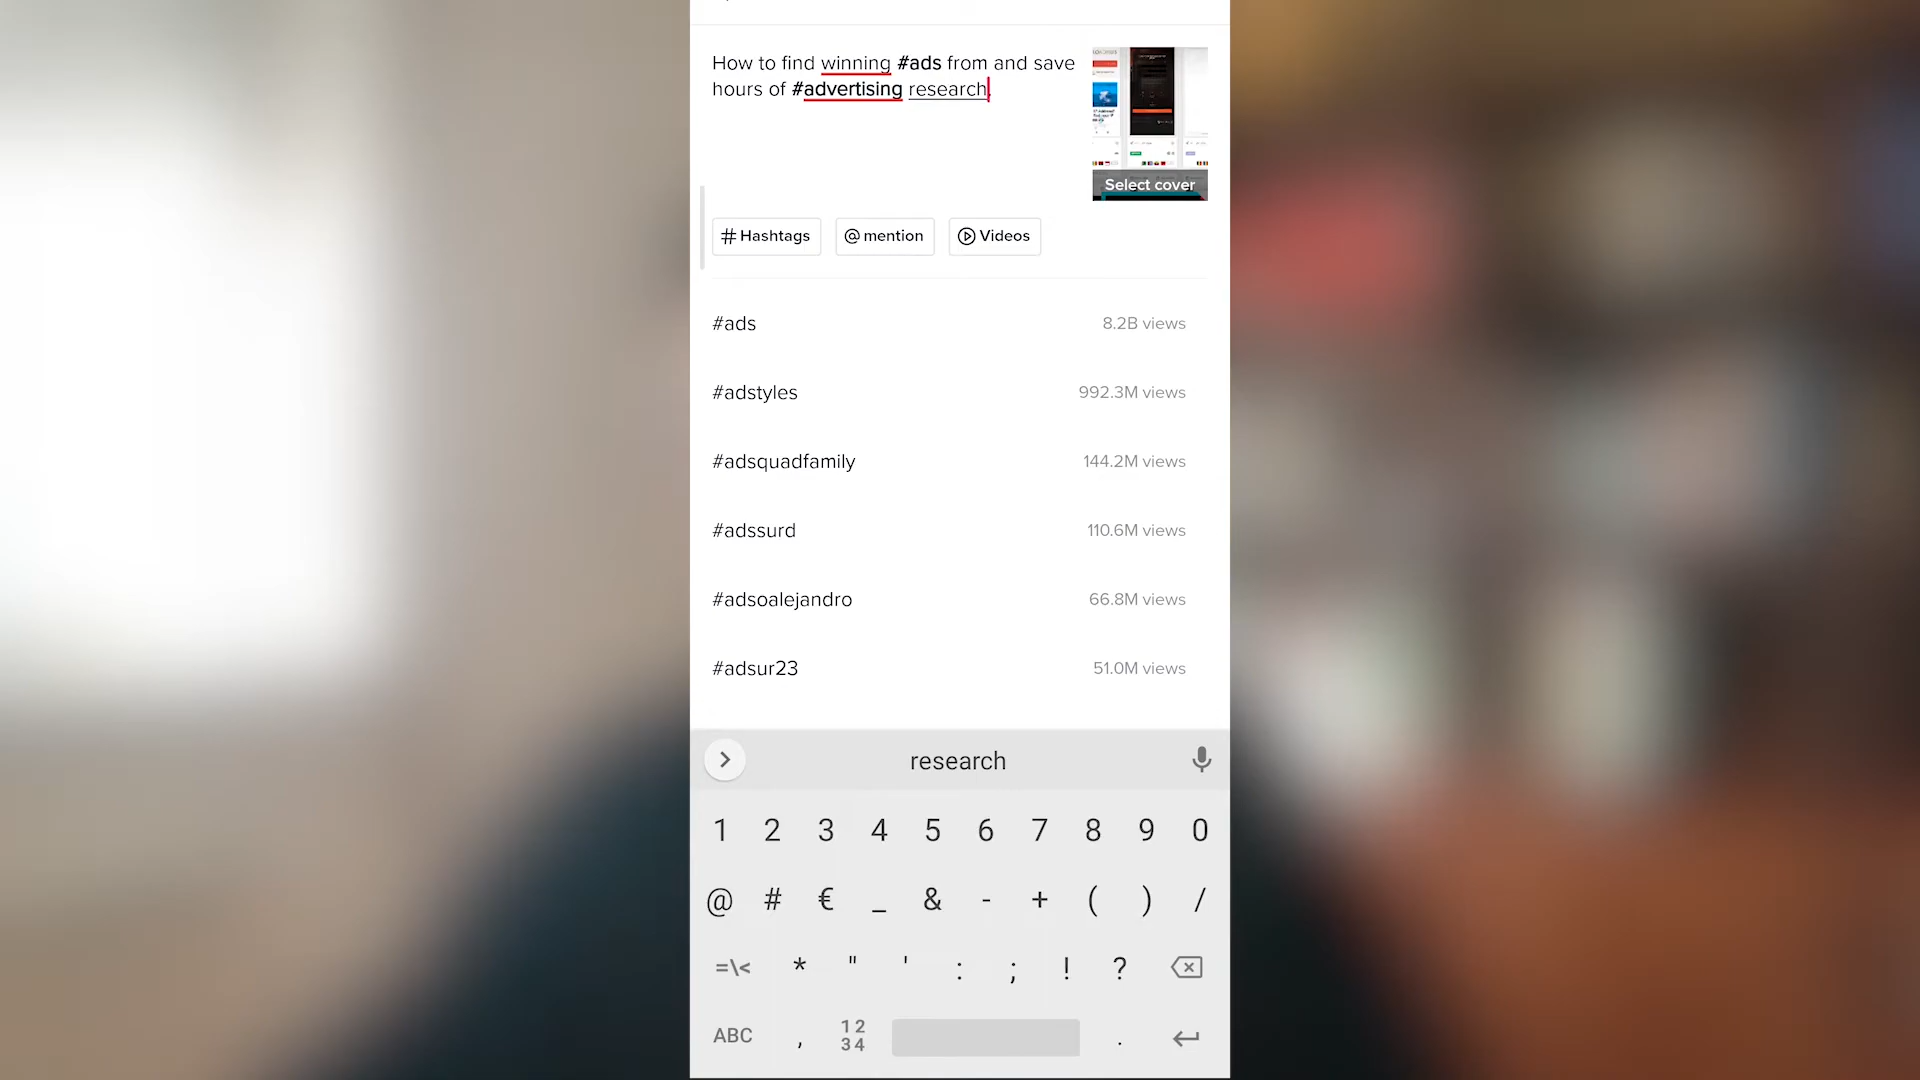 How to find winning #ads from and save
hours of #advertising research
Select cover
# Hashtags
@ mention
Videos
#ads 8.2B views
#adstyles 992.3M views
#adsquadfamily 144.2M views
#adssurd 110.6M views
#adsoalejandro 66.8M views
#adsur23 51.0M views
research
1 2 3 4 5 6 7 8 9 0
@ # € _ & - + ( ) /
=\< * " ' : ; ! ?
ABC , 12 34 .